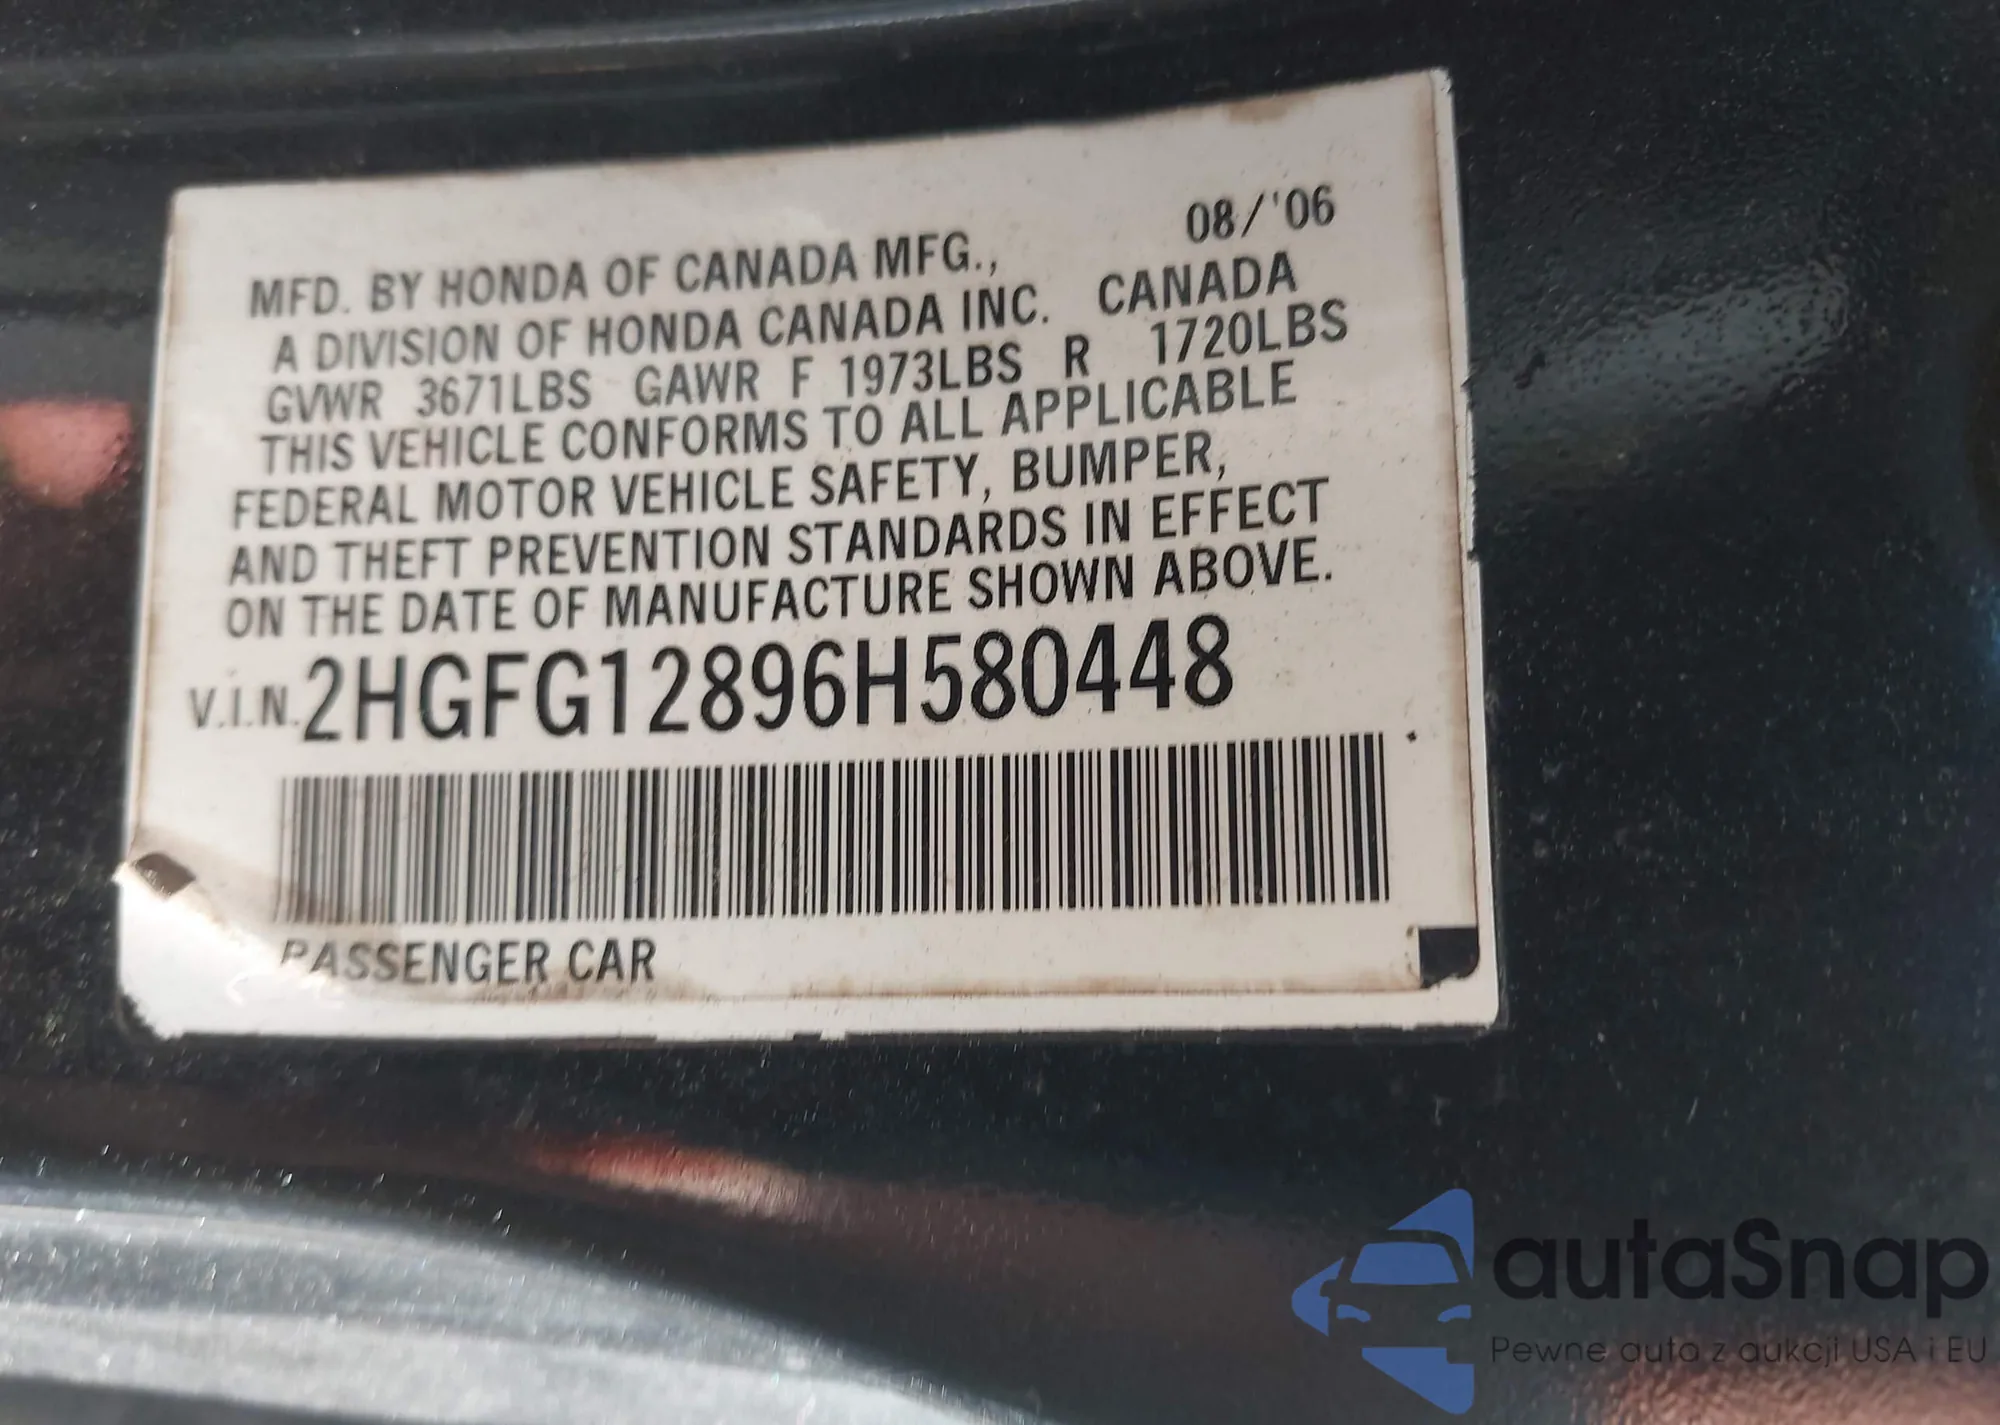 08/'06
MFD. BY HONDA OF CANADA MFG.,
A DIVISION OF HONDA CANADA INC. CANADA
GVWR 3671LBS GAWR F 1973LBS R 1720LBS
THIS VEHICLE CONFORMS TO ALL APPLICABLE
FEDERAL MOTOR VEHICLE SAFETY, BUMPER,
AND THEFT PREVENTION STANDARDS IN EFFECT
ON THE DATE OF MANUFACTURE SHOWN ABOVE.
V.I.N. 2HGFG12896H580448
PASSENGER CAR
autaSnap
Pewne auta z aukcji USA i EU